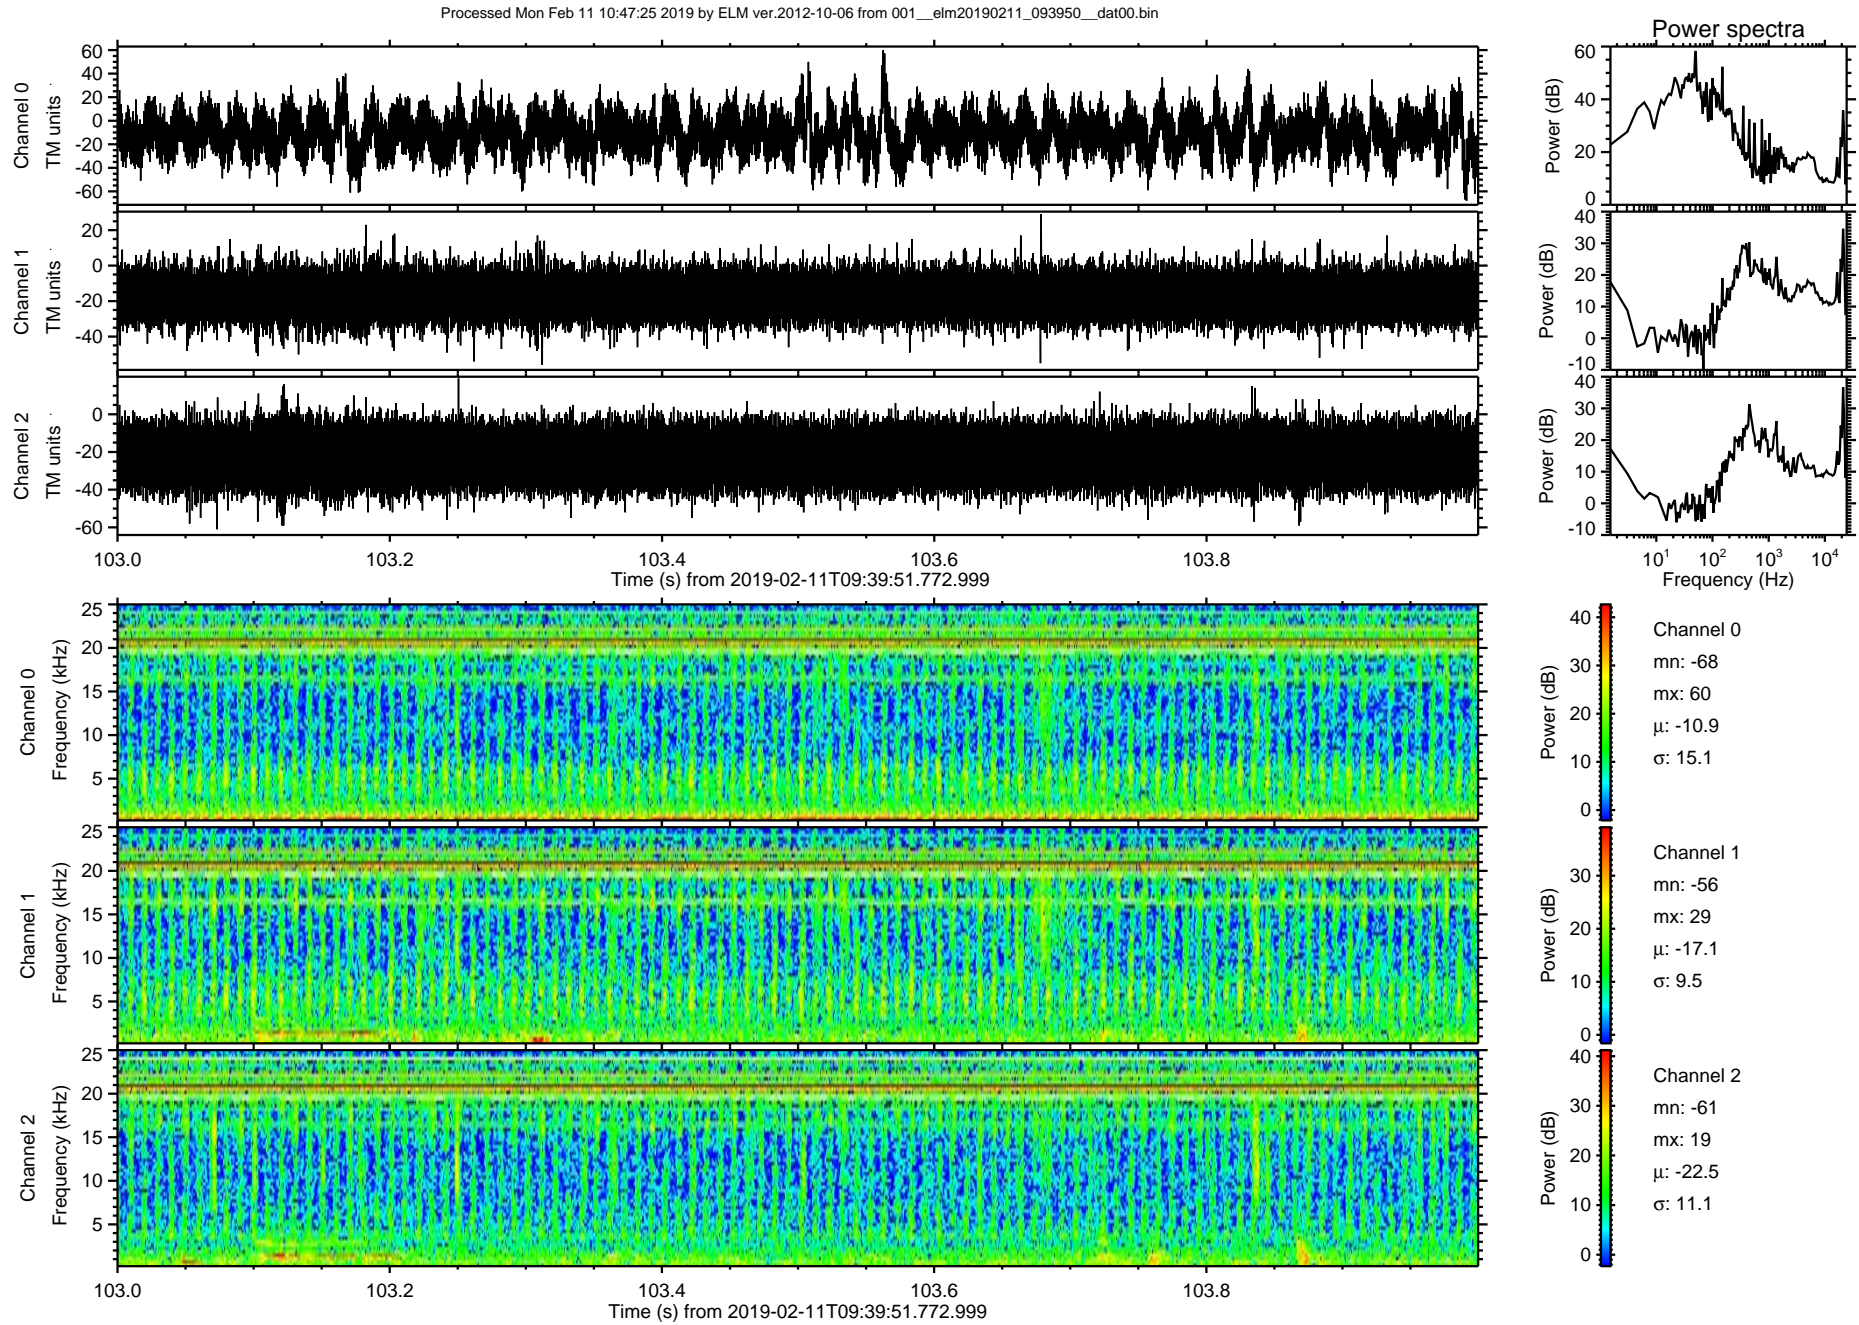 Processed Mon Feb 11 10:47:25 2019 by ELM ver.2012-10-06 from 001__elm20190211_093950__dat00.bin
Power spectra
Channel 0
TM units
60
40
20
0
-20
-40
-60
Power (dB)
60
40
20
0
Channel 1
TM units
20
0
-20
-40
Power (dB)
40
30
20
10
0
-10
Channel 2
TM units
0
-20
-40
-60
Power (dB)
40
30
20
10
0
-10
103.0 103.2 103.4 103.6 103.8
Time (s) from 2019-02-11T09:39:51.772.999
10¹ 10² 10³ 10⁴
Frequency (Hz)
Channel 0
Frequency (kHz)
25
20
15
10
5
Power (dB)
40
30
20
10
0
Channel 0
mn: -68
mx: 60
µ: -10.9
σ: 15.1
Channel 1
Frequency (kHz)
25
20
15
10
5
Power (dB)
30
20
10
0
Channel 1
mn: -56
mx: 29
µ: -17.1
σ: 9.5
Channel 2
Frequency (kHz)
25
20
15
10
5
Power (dB)
40
30
20
10
0
Channel 2
mn: -61
mx: 19
µ: -22.5
σ: 11.1
103.0 103.2 103.4 103.6 103.8
Time (s) from 2019-02-11T09:39:51.772.999